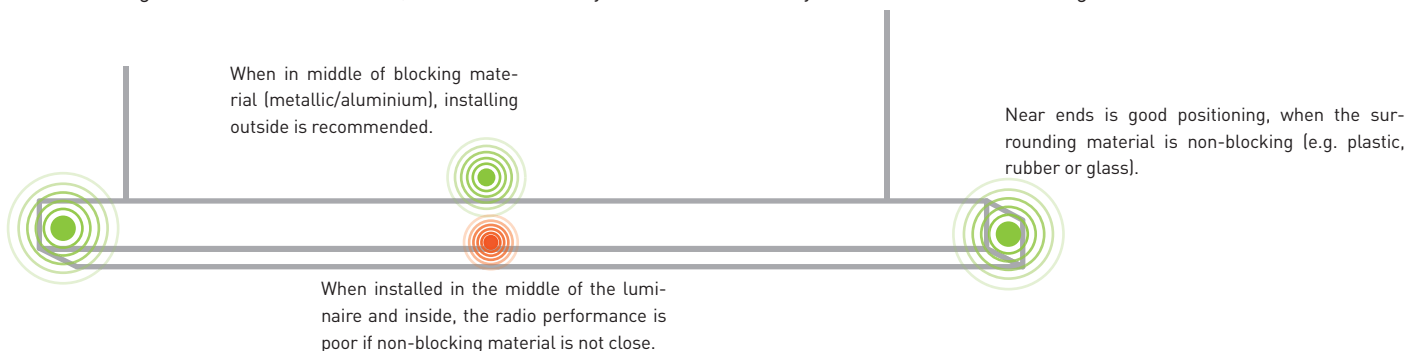 When in middle of blocking mate-
rial (metallic/aluminium), installing
outside is recommended.
Near ends is good positioning, when the sur-
rounding material is non-blocking (e.g. plastic,
rubber or glass).
When installed in the middle of the lumi-
naire and inside, the radio performance is
poor if non-blocking material is not close.